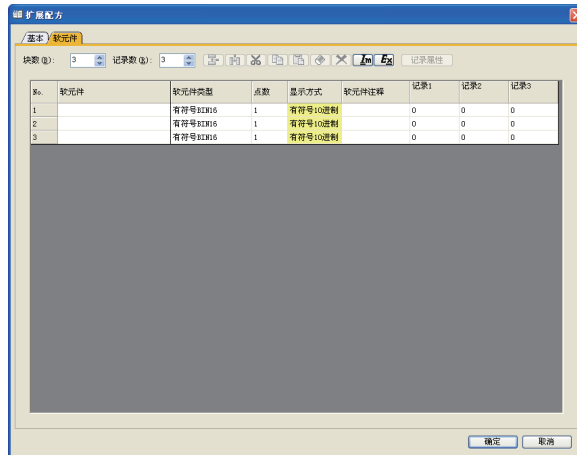 扩展配方
基本 软元件
块数(B): 3 记录数(R): 3 Im Ex 记录属性
No. 软元件 软元件类型 点数 显示方式 软元件注释 记录1 记录2 记录3
1 有符号BIN16 1 有符号10进制 0 0 0
2 有符号BIN16 1 有符号10进制 0 0 0
3 有符号BIN16 1 有符号10进制 0 0 0
确定 取消